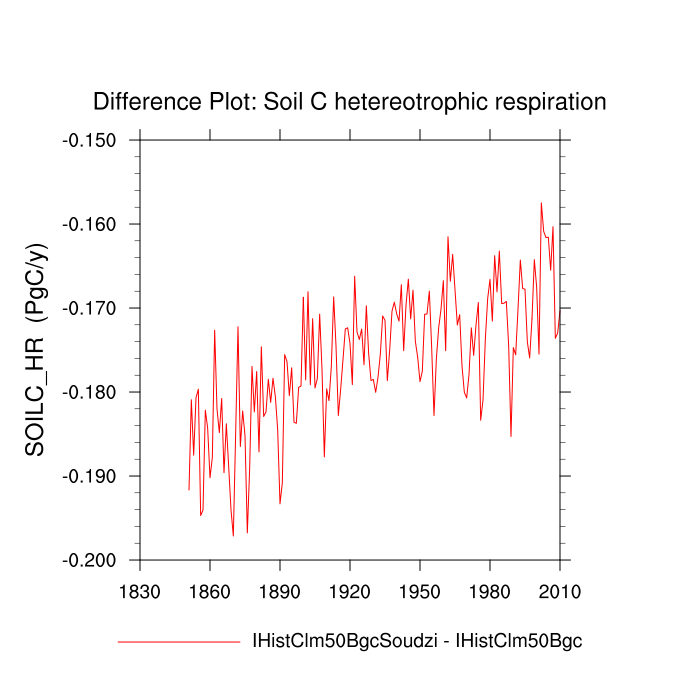 Difference Plot: Soil C hetereotrophic respiration
-0.150
-0.160
-0.170
-0.180
-0.190
-0.200
SOILC_HR (PgC/y)
1830 1860 1890 1920 1950 1980 2010
IHistClm50BgcSoudzi - IHistClm50Bgc